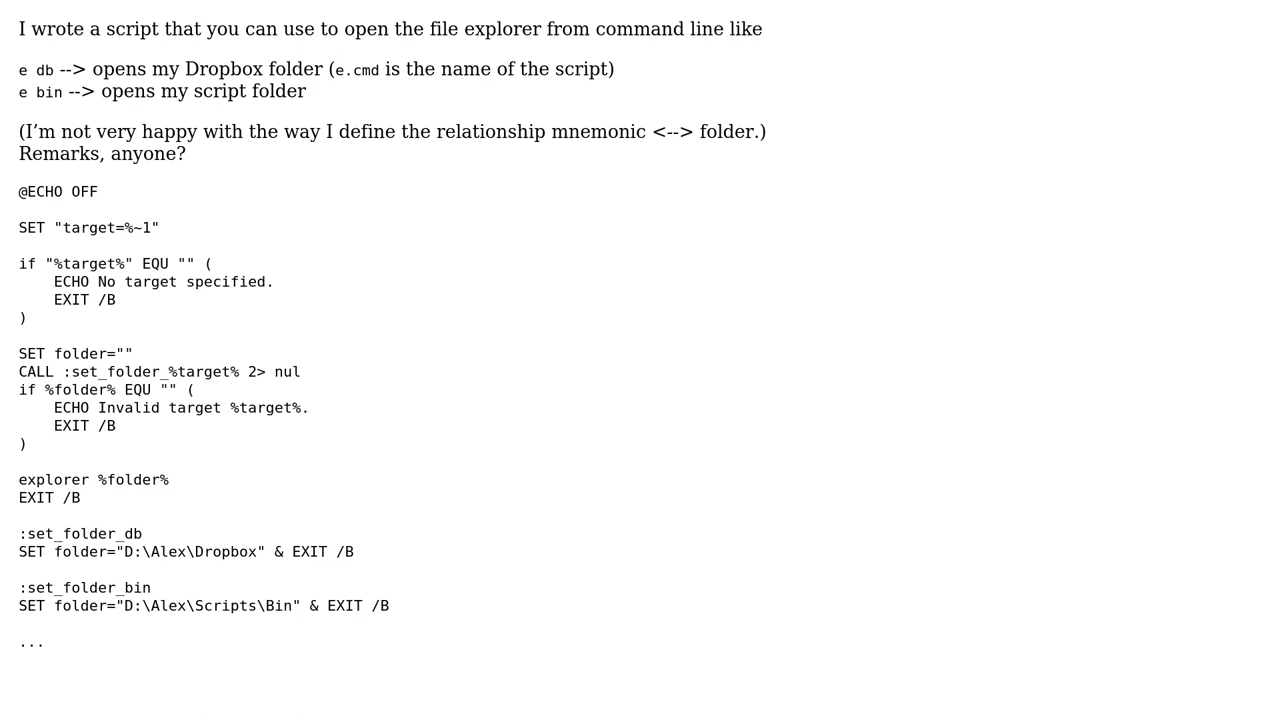 I wrote a script that you can use to open the file explorer from command line like
e db --> opens my Dropbox folder (e.cmd is the name of the script)
e bin --> opens my script folder
(I’m not very happy with the way I define the relationship mnemonic <--> folder.)
Remarks, anyone?
@ECHO OFF
SET "target=%~1"
if "%target%" EQU "" (
    ECHO No target specified.
    EXIT /B
)
SET folder=""
CALL :set_folder_%target% 2> nul
if %folder% EQU "" (
    ECHO Invalid target %target%.
    EXIT /B
)
explorer %folder%
EXIT /B
:set_folder_db
SET folder="D:\Alex\Dropbox" & EXIT /B
:set_folder_bin
SET folder="D:\Alex\Scripts\Bin" & EXIT /B
...